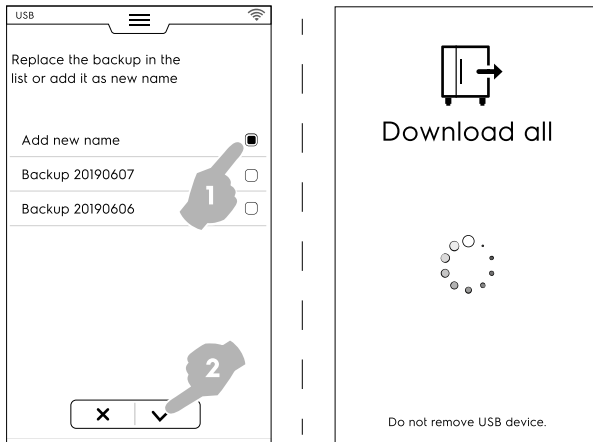 USB
Replace the backup in the
list or add it as new name
Add new name
1
Backup 20190607
Backup 20190606
2
Download all
Do not remove USB device.